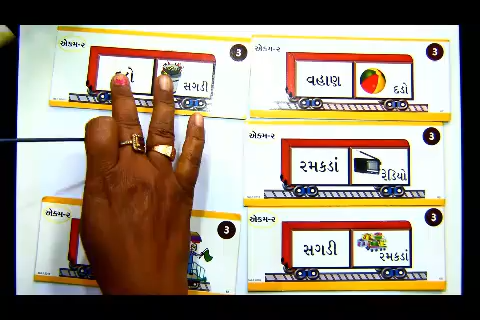 એકમ-૨
3
સગડી
એકમ-૨
3
વહાણ
દડો
એકમ-૨
3
રમકડાં
રેડિયો
એકમ-૨
3
સગડી
રમકડાં
એકમ-૨
3